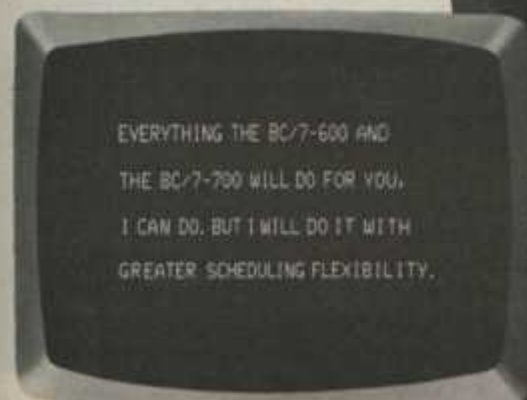 EVERYTHING THE BC/7-600 AND
THE BC/7-700 WILL DO FOR YOU,
I CAN DO. BUT I WILL DO IT WITH
GREATER SCHEDULING FLEXIBILITY.